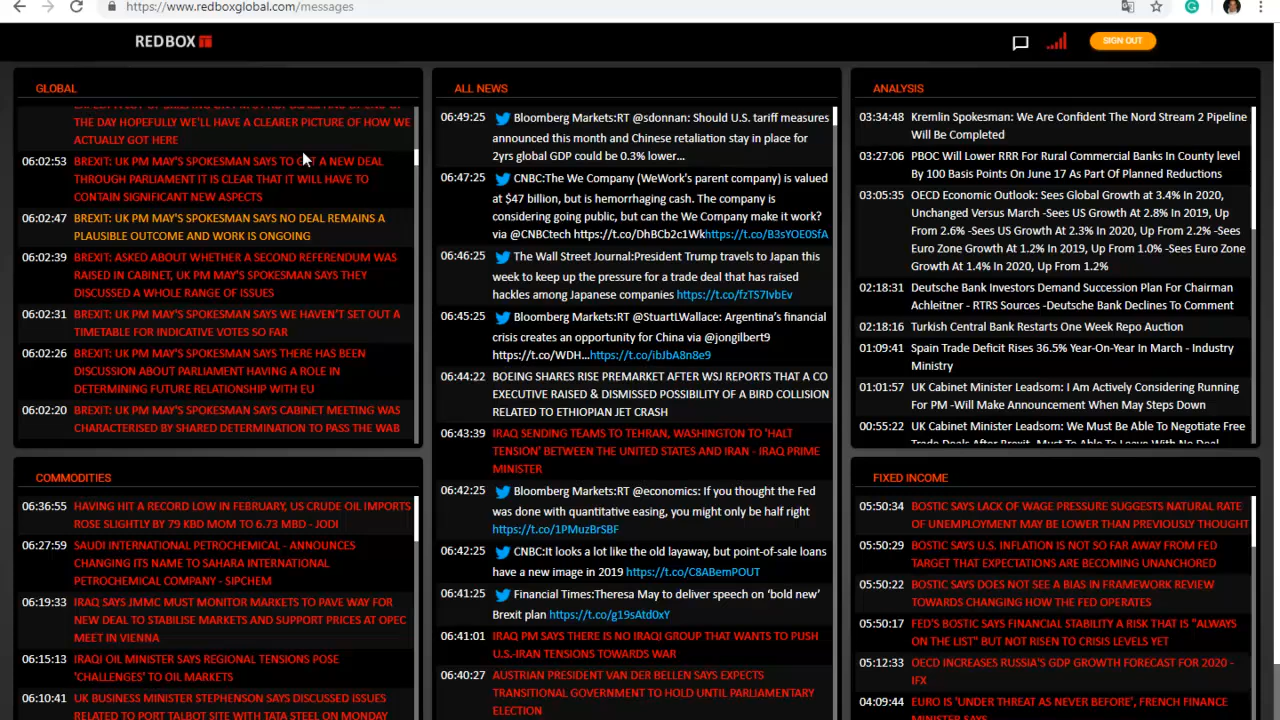 https://www.redboxglobal.com/messages
REDBOX
SIGN OUT
GLOBAL
THE DAY HOPEFULLY WE'LL HAVE A CLEARER PICTURE OF HOW WE
ACTUALLY GOT HERE
06:02:53 BREXIT: UK PM MAY'S SPOKESMAN SAYS TO GET A NEW DEAL
THROUGH PARLIAMENT IT IS CLEAR THAT IT WILL HAVE TO
CONTAIN SIGNIFICANT NEW ASPECTS
06:02:47 BREXIT: UK PM MAY'S SPOKESMAN SAYS NO DEAL REMAINS A
PLAUSIBLE OUTCOME AND WORK IS ONGOING
06:02:39 BREXIT: ASKED ABOUT WHETHER A SECOND REFERENDUM WAS
RAISED IN CABINET, UK PM MAY'S SPOKESMAN SAYS THEY
DISCUSSED A WHOLE RANGE OF ISSUES
06:02:31 BREXIT: UK PM MAY'S SPOKESMAN SAYS WE HAVEN'T SET OUT A
TIMETABLE FOR INDICATIVE VOTES SO FAR
06:02:26 BREXIT: UK PM MAY'S SPOKESMAN SAYS THERE HAS BEEN
DISCUSSION ABOUT PARLIAMENT HAVING A ROLE IN
DETERMINING FUTURE RELATIONSHIP WITH EU
06:02:20 BREXIT: UK PM MAY'S SPOKESMAN SAYS CABINET MEETING WAS
CHARACTERISED BY SHARED DETERMINATION TO PASS THE WAB
COMMODITIES
06:36:55 HAVING HIT A RECORD LOW IN FEBRUARY, US CRUDE OIL IMPORTS
ROSE SLIGHTLY BY 79 KBD MOM TO 6.73 MBD - JODI
06:27:59 SAUDI INTERNATIONAL PETROCHEMICAL - ANNOUNCES
CHANGING ITS NAME TO SAHARA INTERNATIONAL
PETROCHEMICAL COMPANY - SIPCHEM
06:19:33 IRAQ SAYS JMMC MUST MONITOR MARKETS TO PAVE WAY FOR
NEW DEAL TO STABILISE MARKETS AND SUPPORT PRICES AT OPEC
MEET IN VIENNA
06:15:13 IRAQI OIL MINISTER SAYS REGIONAL TENSIONS POSE
'CHALLENGES' TO OIL MARKETS
06:10:41 UK BUSINESS MINISTER STEPHENSON SAYS DISCUSSED ISSUES
RELATED TO PORT TALBOT SITE WITH TATA STEEL ON MONDAY
ALL NEWS
06:49:25 Bloomberg Markets:RT @sdonnan: Should U.S. tariff measures
announced this month and Chinese retaliation stay in place for
2yrs global GDP could be 0.3% lower...
06:47:25 CNBC:The We Company (WeWork's parent company) is valued
at $47 billion, but is hemorrhaging cash. The company is
considering going public, but can the We Company make it work?
via @CNBCtech https://t.co/DhBCb2c1Wkhttps://t.co/B3sYOE0SfA
06:46:25 The Wall Street Journal:President Trump travels to Japan this
week to keep up the pressure for a trade deal that has raised
hackles among Japanese companies https://t.co/fzTS7IvbEv
06:45:25 Bloomberg Markets:RT @StuartLWallace: Argentina's financial
crisis creates an opportunity for China via @jongilbert9
https://t.co/WDH...https://t.co/ibJbA8n8e9
06:44:22 BOEING SHARES RISE PREMARKET AFTER WSJ REPORTS THAT A CO
EXECUTIVE RAISED & DISMISSED POSSIBILITY OF A BIRD COLLISION
RELATED TO ETHIOPIAN JET CRASH
06:43:39 IRAQ SENDING TEAMS TO TEHRAN, WASHINGTON TO 'HALT
TENSION' BETWEEN THE UNITED STATES AND IRAN - IRAQ PRIME
MINISTER
06:42:25 Bloomberg Markets:RT @economics: If you thought the Fed
was done with quantitative easing, you might only be half right
https://t.co/1PMuzBrSBF
06:42:25 CNBC:It looks a lot like the old layaway, but point-of-sale loans
have a new image in 2019 https://t.co/C8ABemPOUT
06:41:25 Financial Times:Theresa May to deliver speech on 'bold new'
Brexit plan https://t.co/g19sAtd0xY
06:41:01 IRAQ PM SAYS THERE IS NO IRAQI GROUP THAT WANTS TO PUSH
U.S.-IRAN TENSIONS TOWARDS WAR
06:40:27 AUSTRIAN PRESIDENT VAN DER BELLEN SAYS EXPECTS
TRANSITIONAL GOVERNMENT TO HOLD UNTIL PARLIAMENTARY
ELECTION
ANALYSIS
03:34:48 Kremlin Spokesman: We Are Confident The Nord Stream 2 Pipeline
Will Be Completed
03:27:06 PBOC Will Lower RRR For Rural Commercial Banks In County level
By 100 Basis Points On June 17 As Part Of Planned Reductions
03:05:35 OECD Economic Outlook: Sees Global Growth at 3.4% In 2020,
Unchanged Versus March -Sees US Growth At 2.8% In 2019, Up
From 2.6% -Sees US Growth At 2.3% In 2020, Up From 2.2% -Sees
Euro Zone Growth At 1.2% In 2019, Up From 1.0% -Sees Euro Zone
Growth At 1.4% In 2020, Up From 1.2%
02:18:31 Deutsche Bank Investors Demand Succession Plan For Chairman
Achleitner - RTRS Sources -Deutsche Bank Declines To Comment
02:18:16 Turkish Central Bank Restarts One Week Repo Auction
01:09:41 Spain Trade Deficit Rises 36.5% Year-On-Year In March - Industry
Ministry
01:01:57 UK Cabinet Minister Leadsom: I Am Actively Considering Running
For PM -Will Make Announcement When May Steps Down
00:55:22 UK Cabinet Minister Leadsom: We Must Be Able To Negotiate Free
Trade Deals After Brexit, Must To Able To Leave With No Deal
FIXED INCOME
05:50:34 BOSTIC SAYS LACK OF WAGE PRESSURE SUGGESTS NATURAL RATE
OF UNEMPLOYMENT MAY BE LOWER THAN PREVIOUSLY THOUGHT
05:50:29 BOSTIC SAYS U.S. INFLATION IS NOT SO FAR AWAY FROM FED
TARGET THAT EXPECTATIONS ARE BECOMING UNANCHORED
05:50:22 BOSTIC SAYS DOES NOT SEE A BIAS IN FRAMEWORK REVIEW
TOWARDS CHANGING HOW THE FED OPERATES
05:50:17 FED'S BOSTIC SAYS FINANCIAL STABILITY A RISK THAT IS "ALWAYS
ON THE LIST" BUT NOT RISEN TO CRISIS LEVELS YET
05:12:33 OECD INCREASES RUSSIA'S GDP GROWTH FORECAST FOR 2020 -
IFX
04:09:44 EURO IS 'UNDER THREAT AS NEVER BEFORE', FRENCH FINANCE
MINISTER SAYS